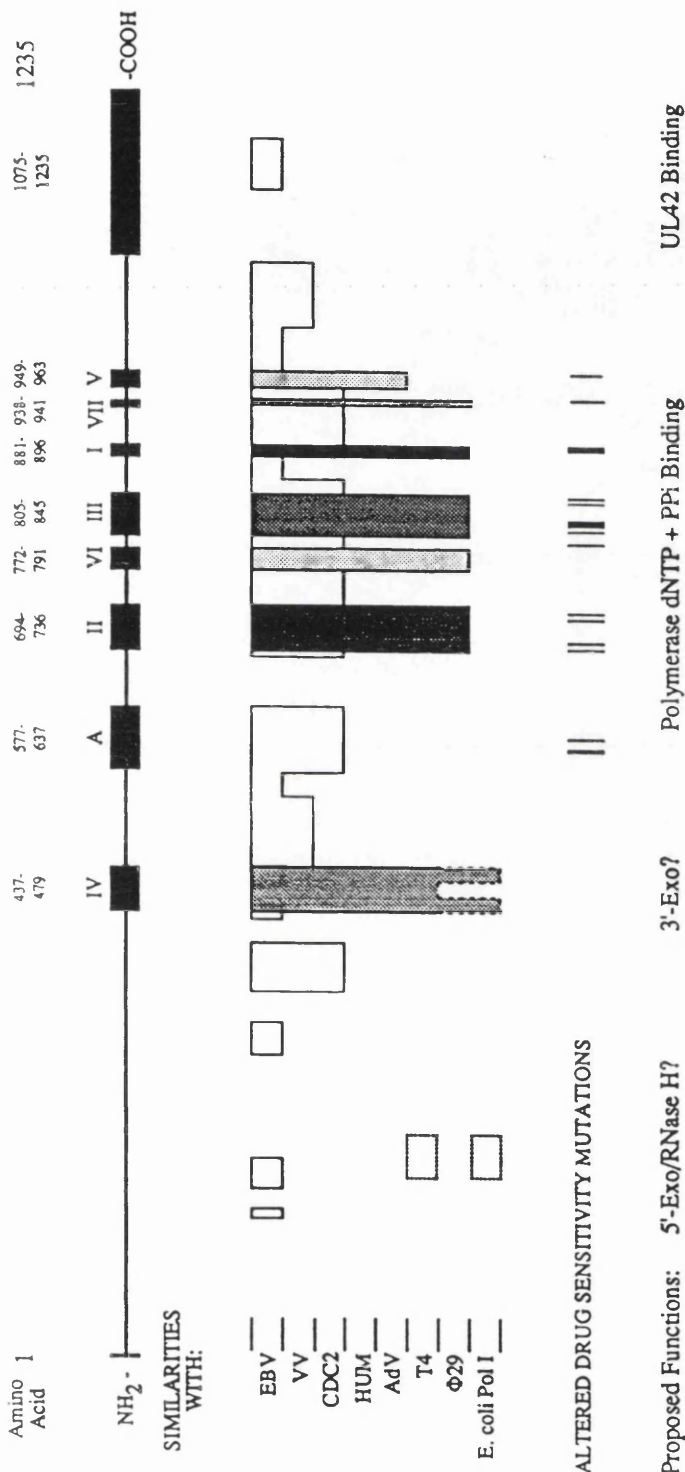 Amino 1 437- 577- 694- 772- 805- 881- 938- 949- 1075- 1235
Acid 479 637 736 791 845 896 941 963 1235
IV A II VI III I VII V
NH2 - -COOH
SIMILARITIES
WITH:
EBV
VV
CDC2
HUM
AdV
T4
Φ29
E. coli Pol I
ALTERED DRUG SENSITIVITY MUTATIONS
Proposed Functions: 5'-Exo/RNase H? 3'-Exo? Polymerase dNTP + PPi Binding UL42 Binding